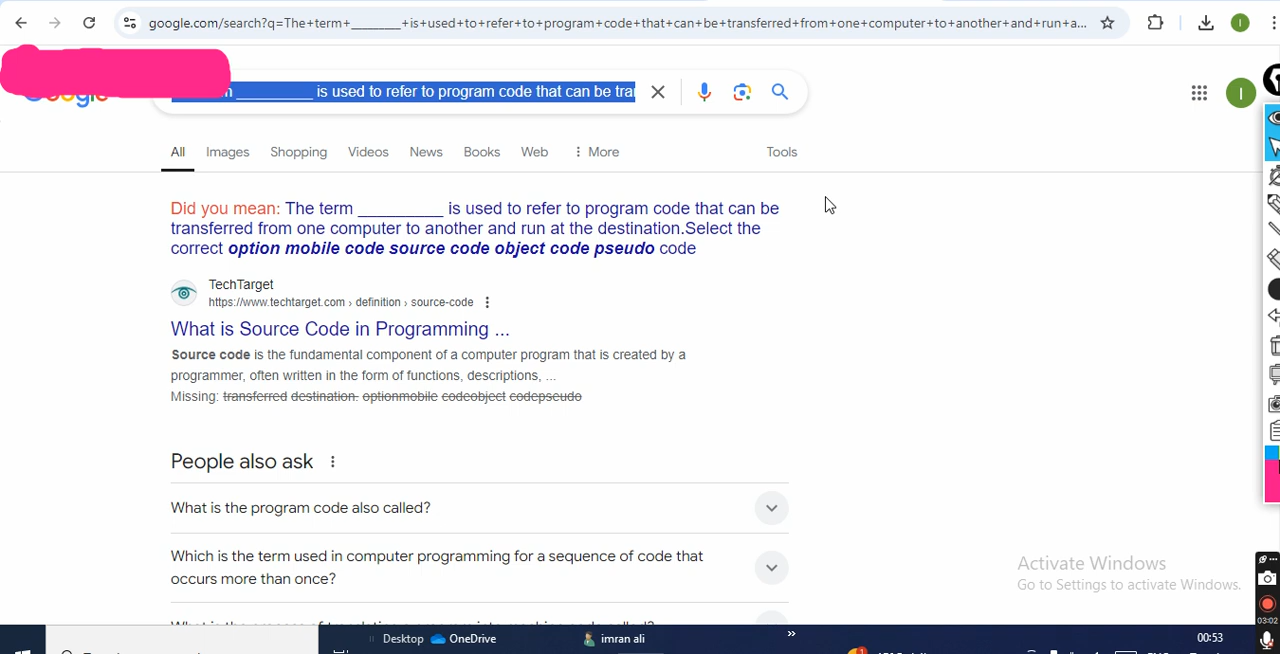 google.com/search?q=The+term+________+is+used+to+refer+to+program+code+that+can+be+transferred+from+one+computer+to+another+and+run+a...
I
__________ is used to refer to program code that can be
I
All Images Shopping Videos News Books Web More Tools
Did you mean: The term __________ is used to refer to program code that can be
transferred from one computer to another and run at the destination.Select the
correct option mobile code source code object code pseudo code
TechTarget
https://www.techtarget.com › definition › source-code
What is Source Code in Programming ...
Source code is the fundamental component of a computer program that is created by a
programmer, often written in the form of functions, descriptions, ...
Missing: transferred destination. optionmobile codeobject codepseudo
People also ask
What is the program code also called?
Which is the term used in computer programming for a sequence of code that
occurs more than once?
Activate Windows
Go to Settings to activate Windows.
03:02
Desktop OneDrive imran ali » 00:53